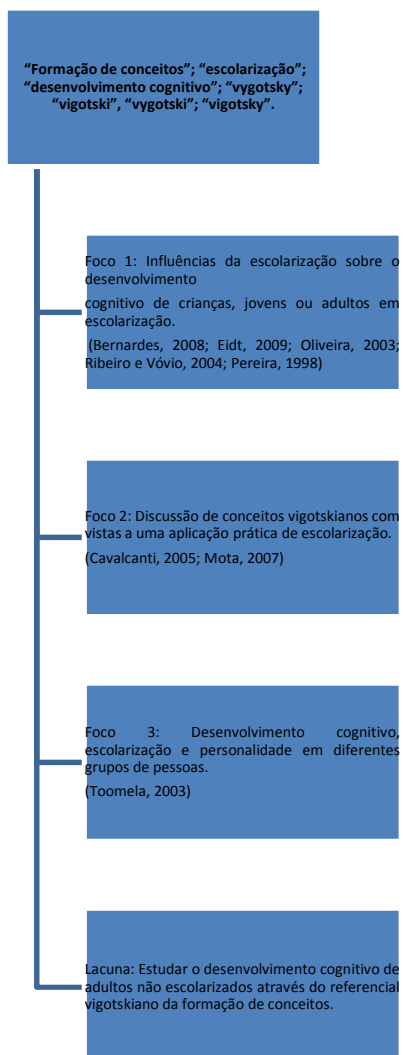 “Formação de conceitos”; “escolarização”;
“desenvolvimento cognitivo”; “vygotsky”;
“vigotski”, “vygotski”; “vigotsky”.
Foco 1: Influências da escolarização sobre o
desenvolvimento
cognitivo de crianças, jovens ou adultos em
escolarização.
(Bernardes, 2008; Eidt, 2009; Oliveira, 2003;
Ribeiro e Vóvio, 2004; Pereira, 1998)
Foco 2: Discussão de conceitos vigotskianos com
vistas a uma aplicação prática de escolarização.
(Cavalcanti, 2005; Mota, 2007)
Foco 3: Desenvolvimento cognitivo,
escolarização e personalidade em diferentes
grupos de pessoas.
(Toomela, 2003)
Lacuna: Estudar o desenvolvimento cognitivo de
adultos não escolarizados através do referencial
vigotskiano da formação de conceitos.